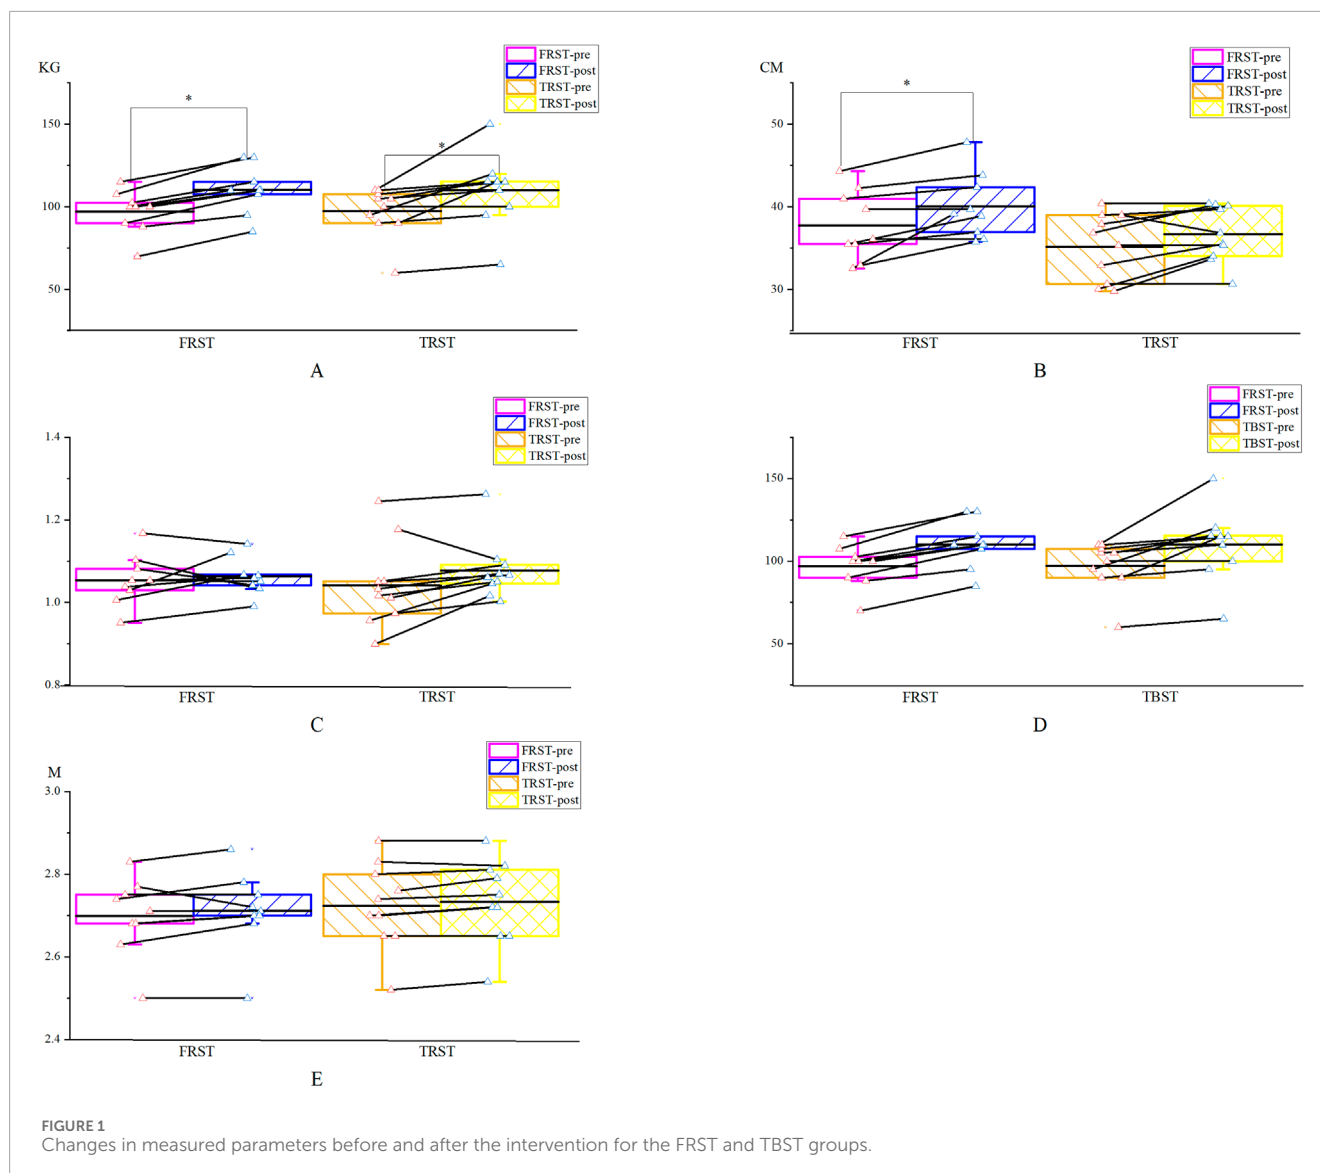 KG
FRST-pre
FRST-post
TRST-pre
TRST-post
*
*
150
100
50
FRST TRST
A
CM
FRST-pre
FRST-post
TRST-pre
TRST-post
*
50
40
30
FRST TRST
B
FRST-pre
FRST-post
TRST-pre
TRST-post
1.4
1.2
1.0
0.8
FRST TRST
C
FRST-pre
FRST-post
TBST-pre
TBST-post
150
100
50
FRST TBST
D
M
FRST-pre
FRST-post
TRST-pre
TRST-post
3.0
2.8
2.6
2.4
FRST TRST
E
FIGURE 1
Changes in measured parameters before and after the intervention for the FRST and TBST groups.